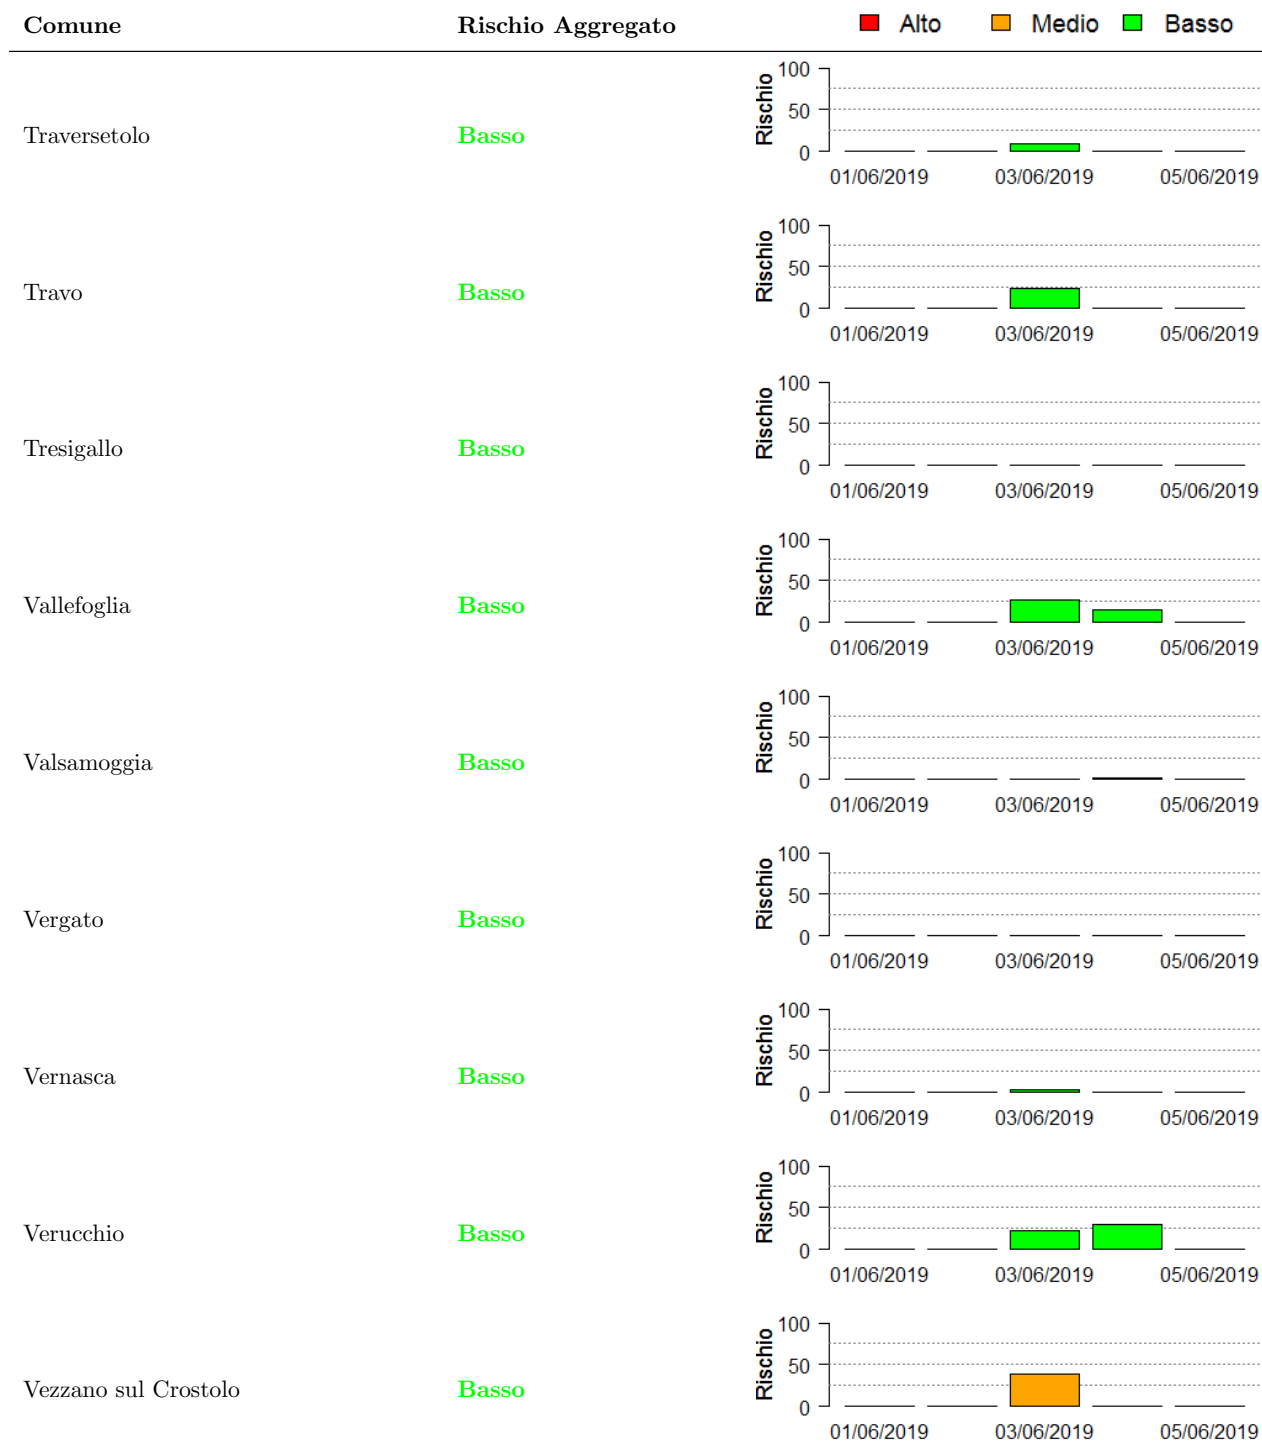 Comune Rischio Aggregato Alto Medio Basso
Traversetolo Basso Rischio 100 50 0
01/06/2019 03/06/2019 05/06/2019
Travo Basso Rischio 100 50 0
01/06/2019 03/06/2019 05/06/2019
Tresigallo Basso Rischio 100 50 0
01/06/2019 03/06/2019 05/06/2019
Vallefoglia Basso Rischio 100 50 0
01/06/2019 03/06/2019 05/06/2019
Valsamoggia Basso Rischio 100 50 0
01/06/2019 03/06/2019 05/06/2019
Vergato Basso Rischio 100 50 0
01/06/2019 03/06/2019 05/06/2019
Vernasca Basso Rischio 100 50 0
01/06/2019 03/06/2019 05/06/2019
Verucchio Basso Rischio 100 50 0
01/06/2019 03/06/2019 05/06/2019
Vezzano sul Crostolo Basso Rischio 100 50 0
01/06/2019 03/06/2019 05/06/2019